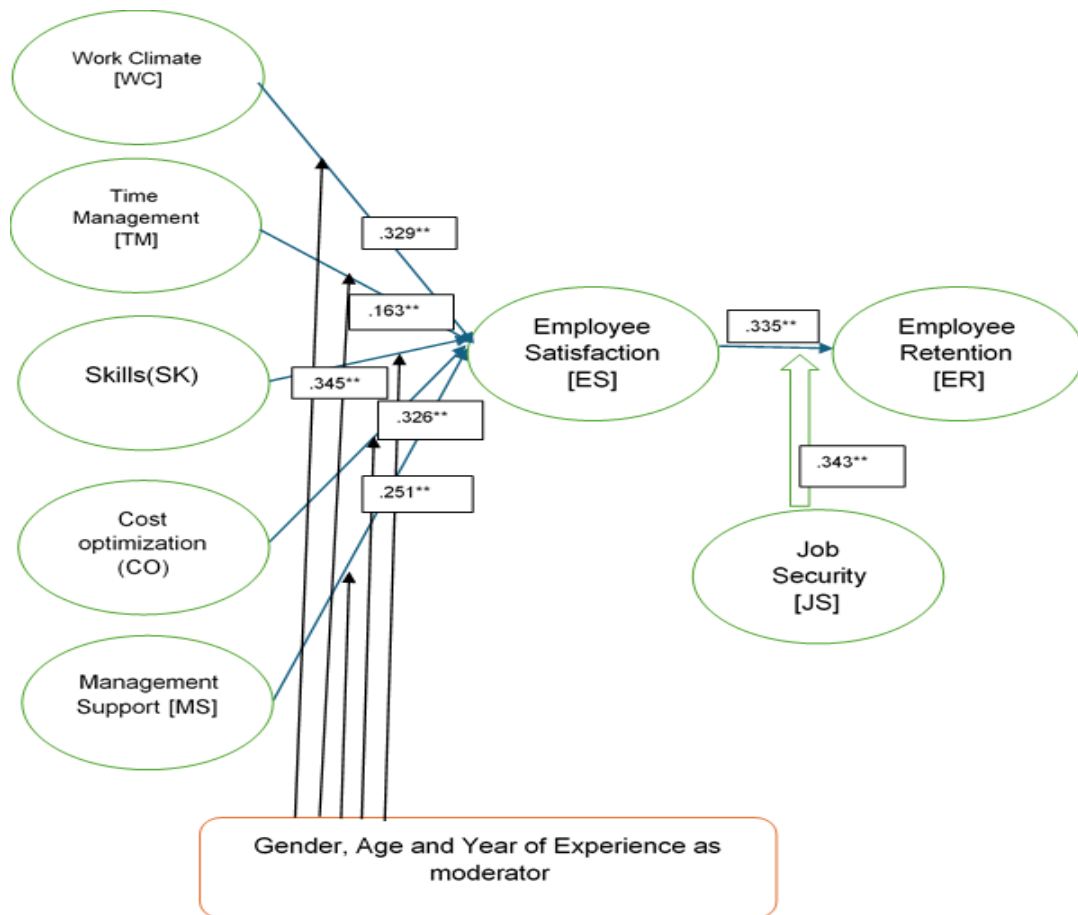 Work Climate
[WC]
Time
Management
[TM]
.329**
.163**
Employee
Satisfaction
[ES]
.335**
Employee
Retention
[ER]
Skills(SK)
.345**
.326**
.343**
.251**
Cost
optimization
(CO)
Job
Security
[JS]
Management
Support [MS]
Gender, Age and Year of Experience as
moderator